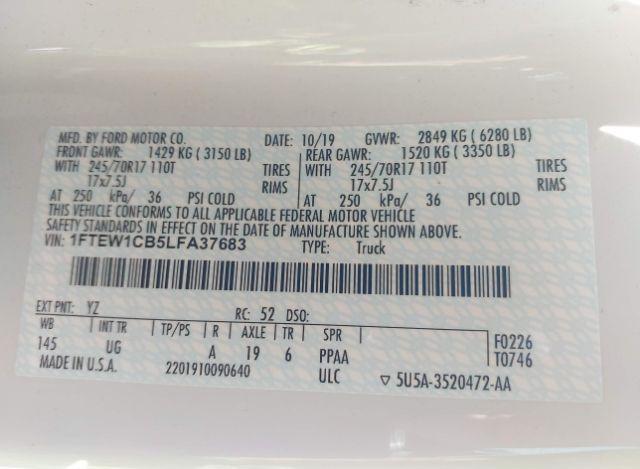 MFD. BY FORD MOTOR CO. DATE: 10/19 GVWR: 2849 KG ( 6280 LB)
FRONT GAWR: 1429 KG ( 3150 LB) REAR GAWR: 1520 KG ( 3350 LB)
WITH 245/70R17 110T TIRES WITH 245/70R17 110T TIRES
17x7.5J RIMS 17x7.5J RIMS
AT 250 kPa/ 36 PSI COLD AT 250 kPa/ 36 PSI COLD
THIS VEHICLE CONFORMS TO ALL APPLICABLE FEDERAL MOTOR VEHICLE
SAFETY STANDARDS IN EFFECT ON THE DATE OF MANUFACTURE SHOWN ABOVE.
VIN: 1FTEW1CB5LFA37683 TYPE: Truck
EXT PNT: YZ RC: 52 DSO:
WB INT TR TP/PS R AXLE TR SPR F0226
145 UG A 19 6 PPAA T0746
MADE IN U.S.A. 2201910090640 ULC ▽ 5U5A-3520472-AA